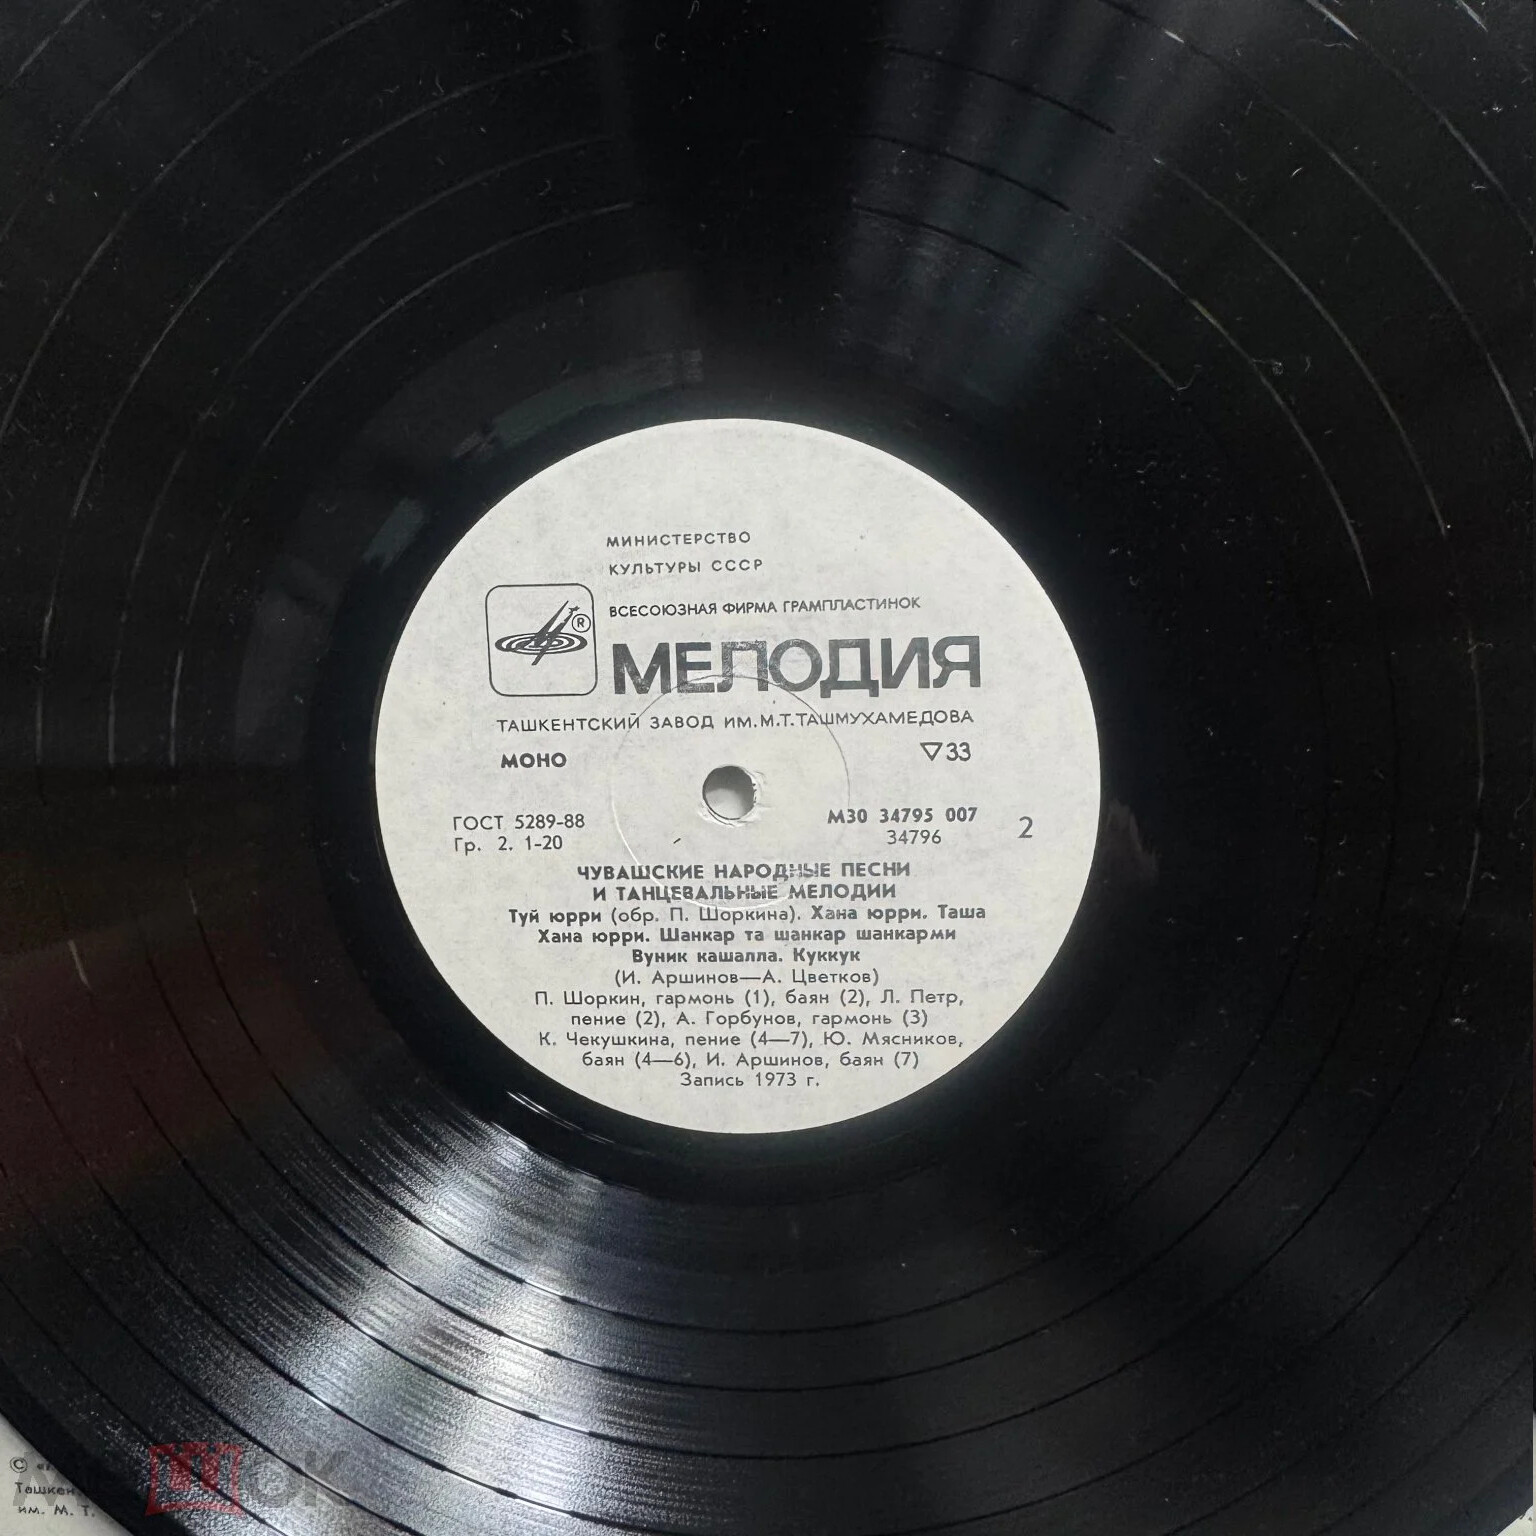 МИНИСТЕРСТВО
КУЛЬТУРЫ СССР
ВСЕСОЮЗНАЯ ФИРМА ГРАМПЛАСТИНОК
®
МЕЛОДИЯ
ТАШКЕНТСКИЙ ЗАВОД ИМ.М.Т.ТАШМУХАМЕДОВА
МОНО
▽33
ГОСТ 5289-88
М30 34795 007
Гр. 2. 1-20
34796
2
ЧУВАШСКИЕ НАРОДНЫЕ ПЕСНИ
И ТАНЦЕВАЛЬНЫЕ МЕЛОДИИ
Туй юрри (обр. П. Шоркина). Хана юрри. Таша
Хана юрри. Шанкар та шанкар шанкарми
Вуник кашалла. Куккук
(И. Аршинов—А. Цветков)
П. Шоркин, гармонь (1), баян (2), Л. Петр,
пение (2), А. Горбунов, гармонь (3)
К. Чекушкина, пение (4—7), Ю. Мясников,
баян (4—6), И. Аршинов, баян (7)
Запись 1973 г.
©
им. М. Т.